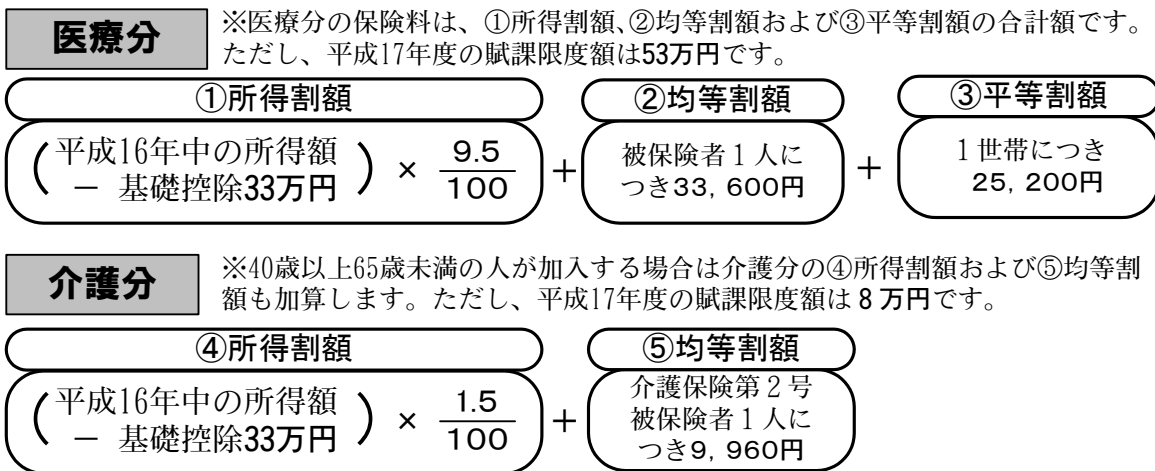 医療分
※医療分の保険料は、①所得割額、②均等割額および③平等割額の合計額です。
ただし、平成17年度の賦課限度額は53万円です。
①所得割額
②均等割額
③平等割額
(平成16年中の所得額
－ 基礎控除33万円) × 9.5/100
＋
被保険者１人に
つき33，600円
＋
１世帯につき
25，200円
介護分
※40歳以上65歳未満の人が加入する場合は介護分の④所得割額および⑤均等割
額も加算します。ただし、平成17年度の賦課限度額は８万円です。
④所得割額
⑤均等割額
(平成16年中の所得額
－ 基礎控除33万円) × 1.5/100
＋
介護保険第２号
被保険者１人に
つき9，960円